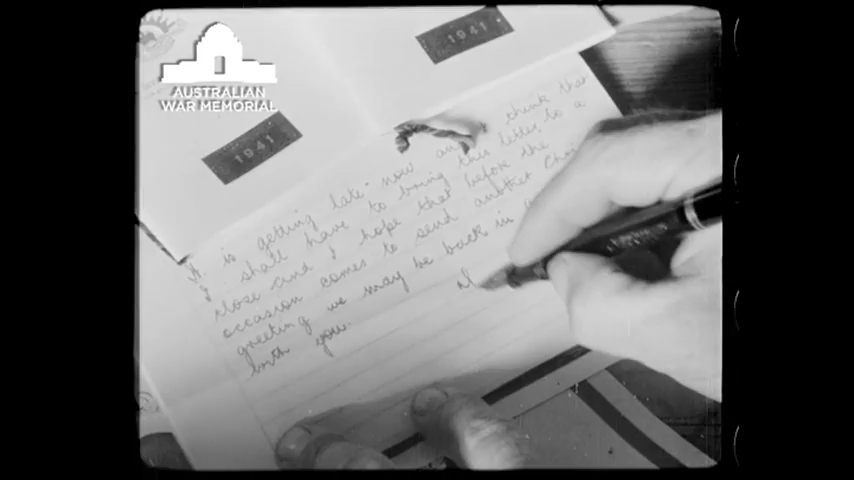 AUSTRALIAN
WAR MEMORIAL
1941
1941
It is getting late now and think that
I shall have to bring this letter to a
close and I hope that before the
occasion comes to send another
greeting we may be back in
with you.